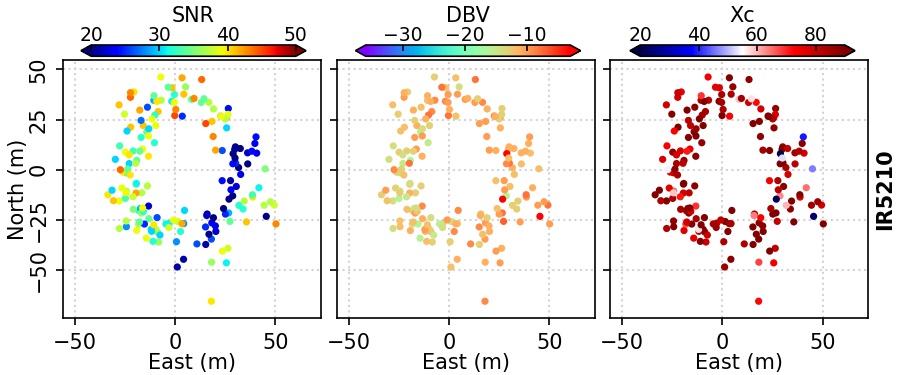 SNR DBV Xc
20 30 40 50 −30 −20 −10 20 40 60 80
50
25
0
−25
−50
North (m)
IR5210
−50 0 50 −50 0 50 −50 0 50
East (m) East (m) East (m)